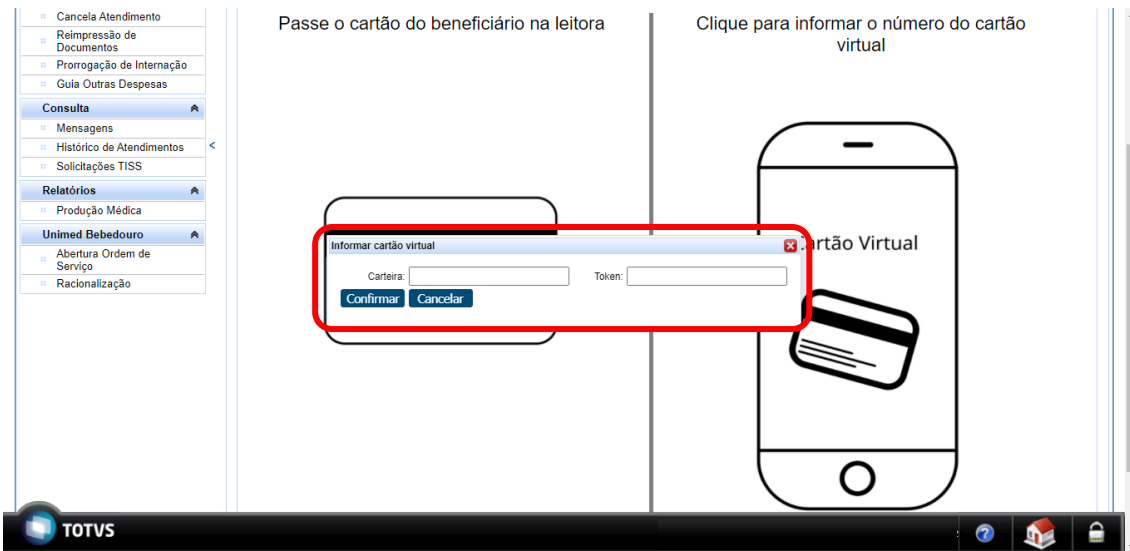 Cancela Atendimento
Reimpressão de
Documentos
Prorrogação de Internação
Guia Outras Despesas
Consulta
Mensagens
Histórico de Atendimentos
Solicitações TISS
Relatórios
Produção Médica
Unimed Bebedouro
Abertura Ordem de
Serviço
Racionalização
<
Passe o cartão do beneficiário na leitora
Clique para informar o número do cartão
virtual
Informar cartão virtual
Carteira:
Token:
Confirmar
Cancelar
artão Virtual
TOTVS